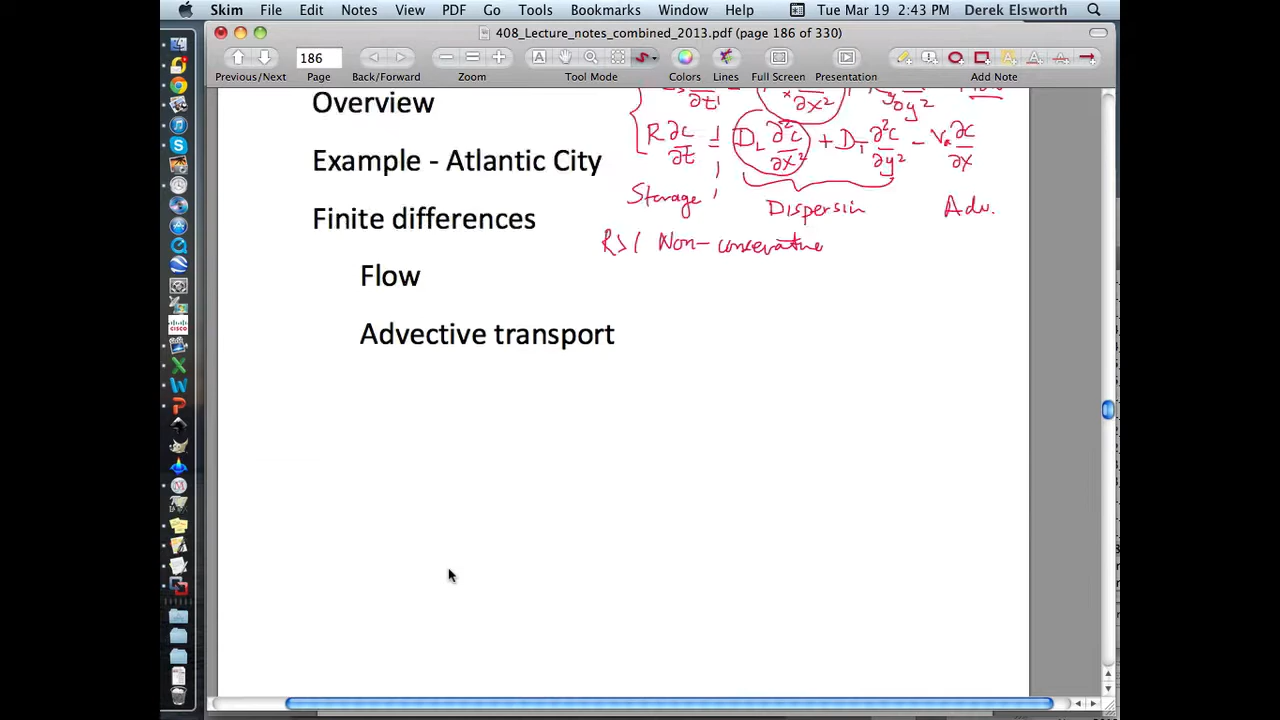 Skim File Edit Notes View PDF Go Tools Bookmarks Window Help Tue Mar 19 2:43 PM Derek Elsworth
408_Lecture_notes_combined_2013.pdf (page 186 of 330)
186
Previous/Next Page Back/Forward Zoom Tool Mode Colors Lines Full Screen Presentation Add Note
Overview
R ∂c/∂t = D_L ∂²c/∂x² + D_T ∂²c/∂y² − v_x ∂c/∂x
Example - Atlantic City
Storage Dispersin Adv.
Finite differences
Non-conservative
Flow
Advective transport
CISCO